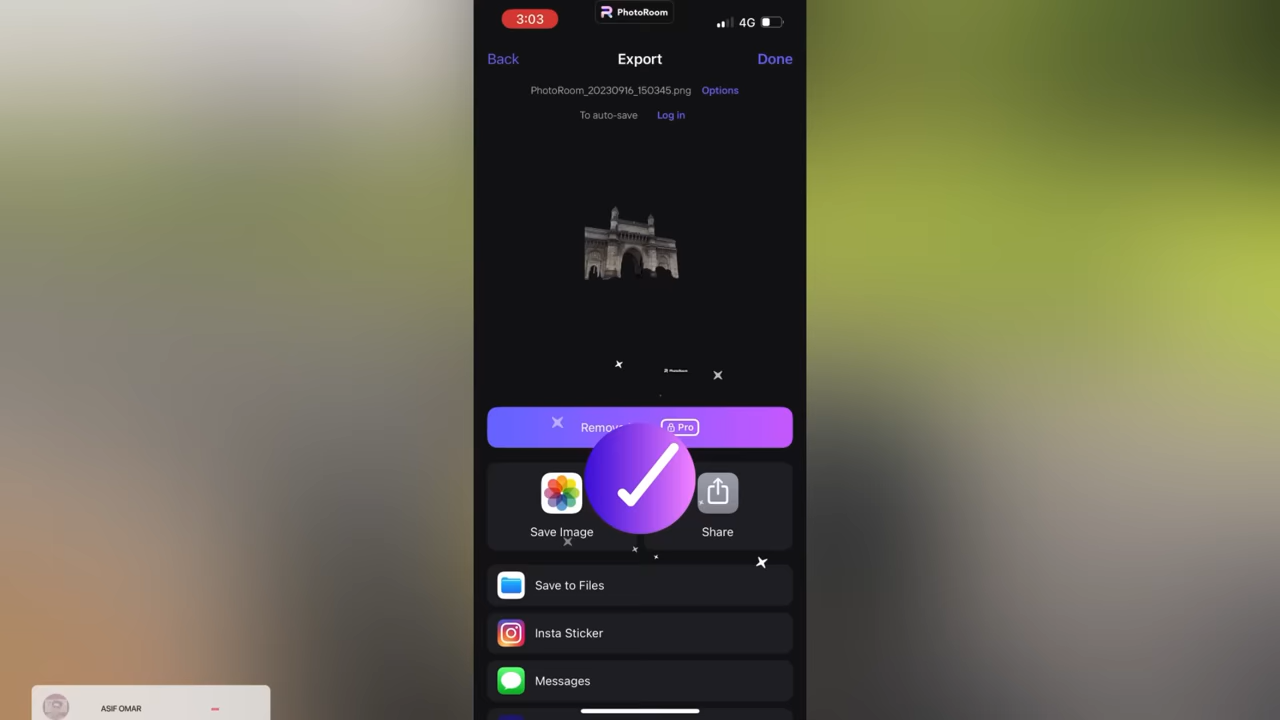 PhotoRoom
3:03
4G
Back
Export
Done
PhotoRoom_20230916_150345.png Options
To auto-save Log in
PhotoRoom
Pro
Save Image
Share
Save to Files
Insta Sticker
Messages
ASIF OMAR